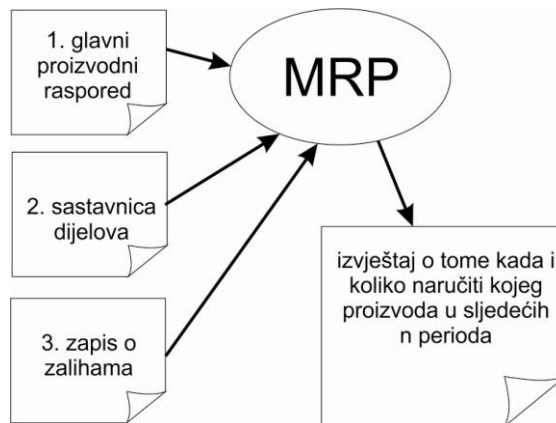 1. glavni
proizvodni
raspored
MRP
2. sastavnica
dijelova
3. zapis o
zalihama
izvještaj o tome kada i
koliko naručiti kojeg
proizvoda u sljedećih
n perioda